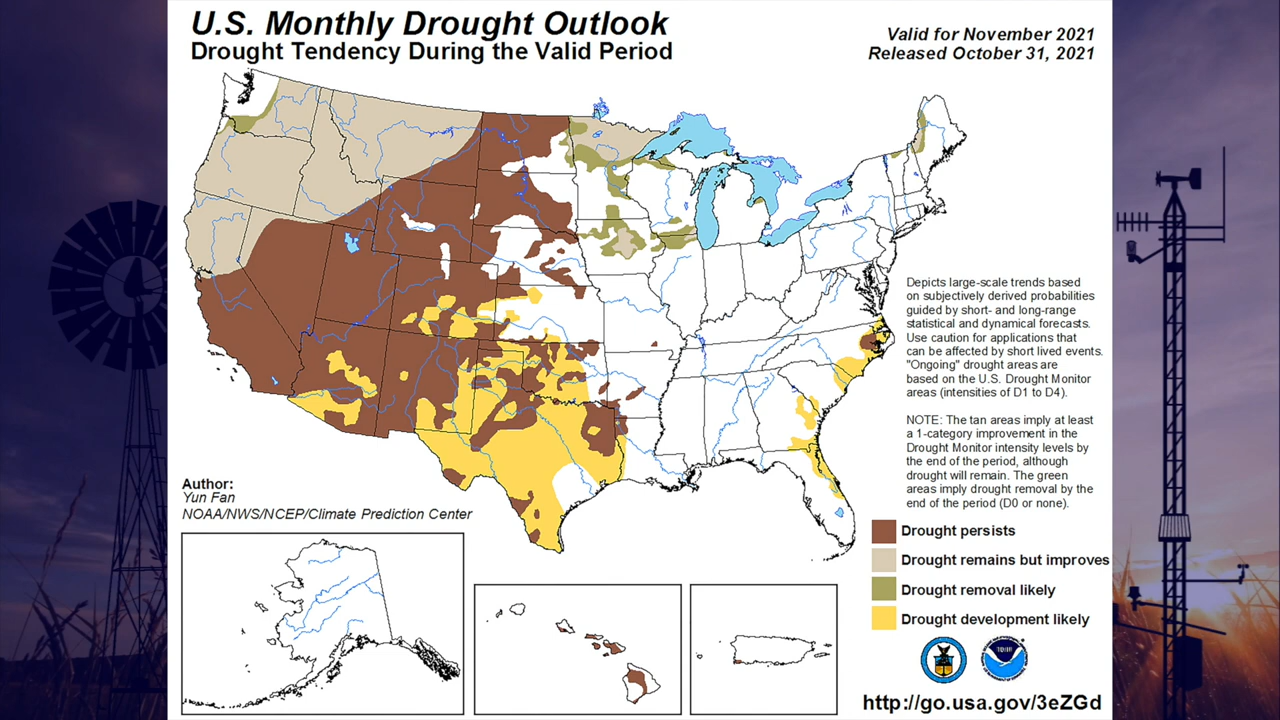 U.S. Monthly Drought Outlook
Drought Tendency During the Valid Period
Valid for November 2021
Released October 31, 2021
Depicts large-scale trends based
on subjectively derived probabilities
guided by short- and long-range
statistical and dynamical forecasts.
Use caution for applications that
can be affected by short lived events.
"Ongoing" drought areas are
based on the U.S. Drought Monitor
areas (intensities of D1 to D4).
NOTE: The tan areas imply at least
a 1-category improvement in the
Drought Monitor intensity levels by
the end of the period, although
drought will remain. The green
areas imply drought removal by the
end of the period (D0 or none).
Author:
Yun Fan
NOAA/NWS/NCEP/Climate Prediction Center
Drought persists
Drought remains but improves
Drought removal likely
Drought development likely
http://go.usa.gov/3eZGd